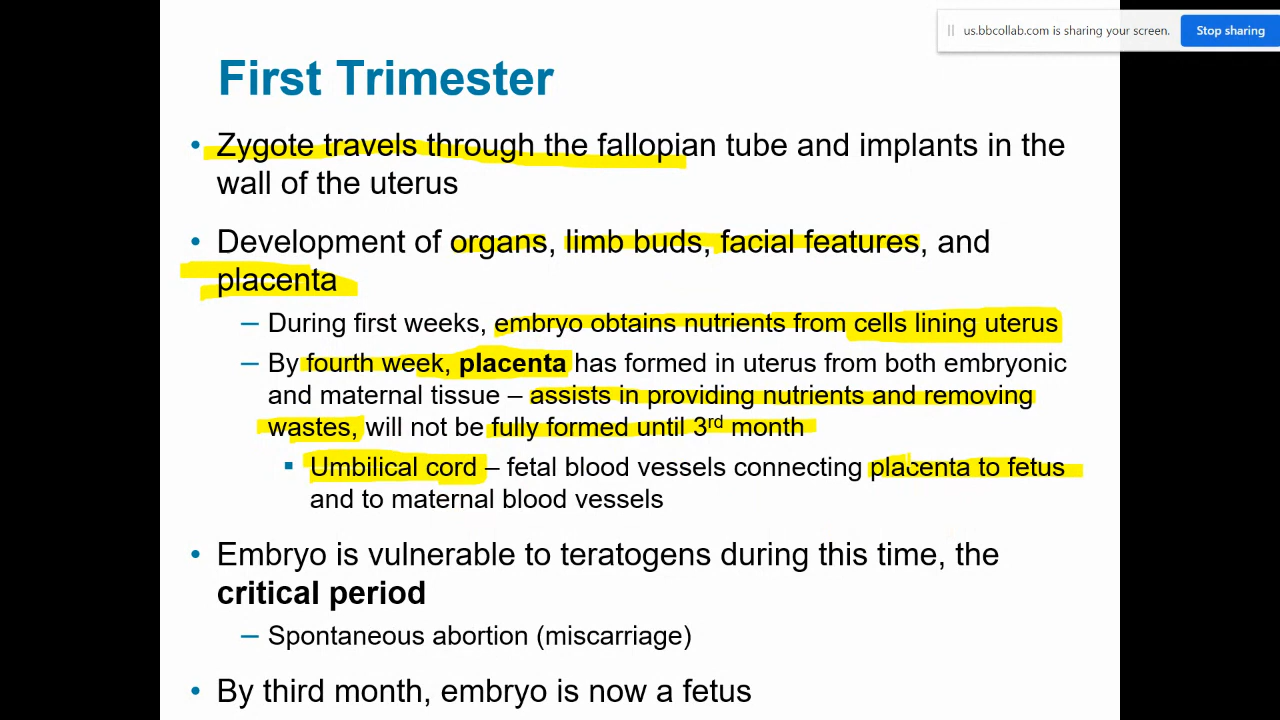 us.bbcollab.com is sharing your screen.
Stop sharing
First Trimester
• Zygote travels through the fallopian tube and implants in the
wall of the uterus
• Development of organs, limb buds, facial features, and
placenta
– During first weeks, embryo obtains nutrients from cells lining uterus
– By fourth week, placenta has formed in uterus from both embryonic
and maternal tissue – assists in providing nutrients and removing
wastes, will not be fully formed until 3rd month
▪ Umbilical cord – fetal blood vessels connecting placenta to fetus
and to maternal blood vessels
• Embryo is vulnerable to teratogens during this time, the
critical period
– Spontaneous abortion (miscarriage)
• By third month, embryo is now a fetus